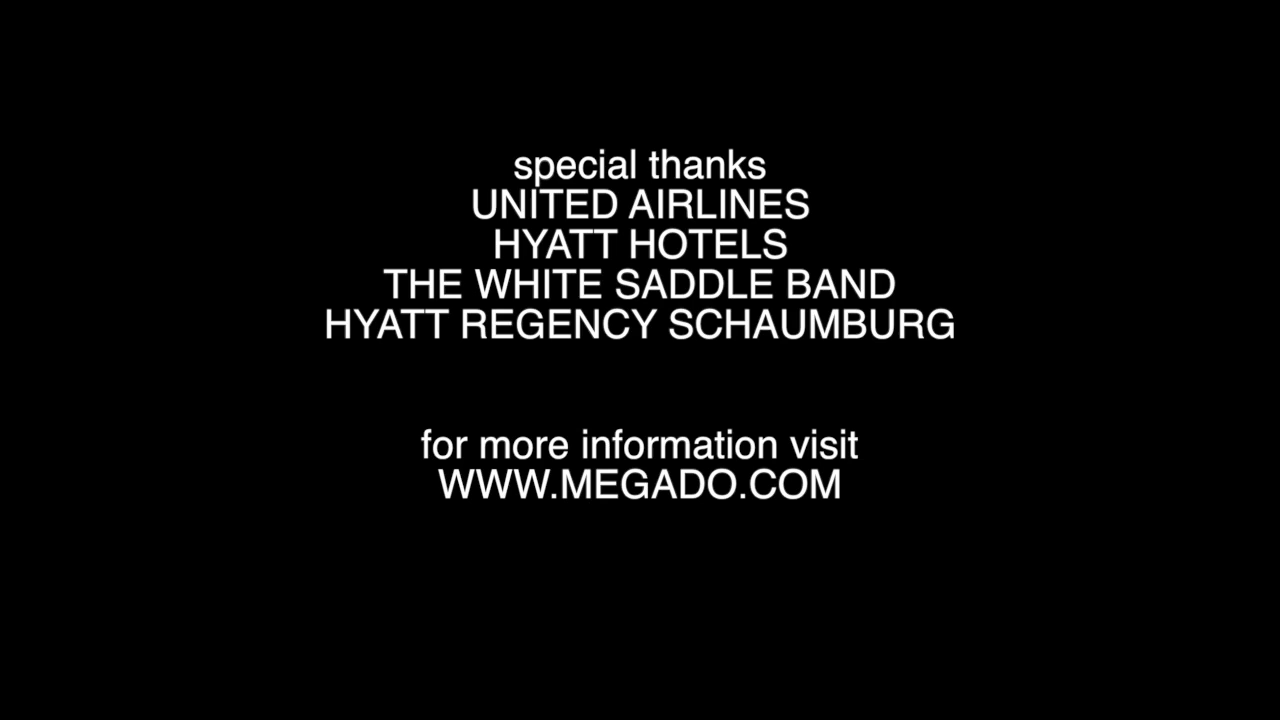 special thanks
UNITED AIRLINES
HYATT HOTELS
THE WHITE SADDLE BAND
HYATT REGENCY SCHAUMBURG
for more information visit
WWW.MEGADO.COM